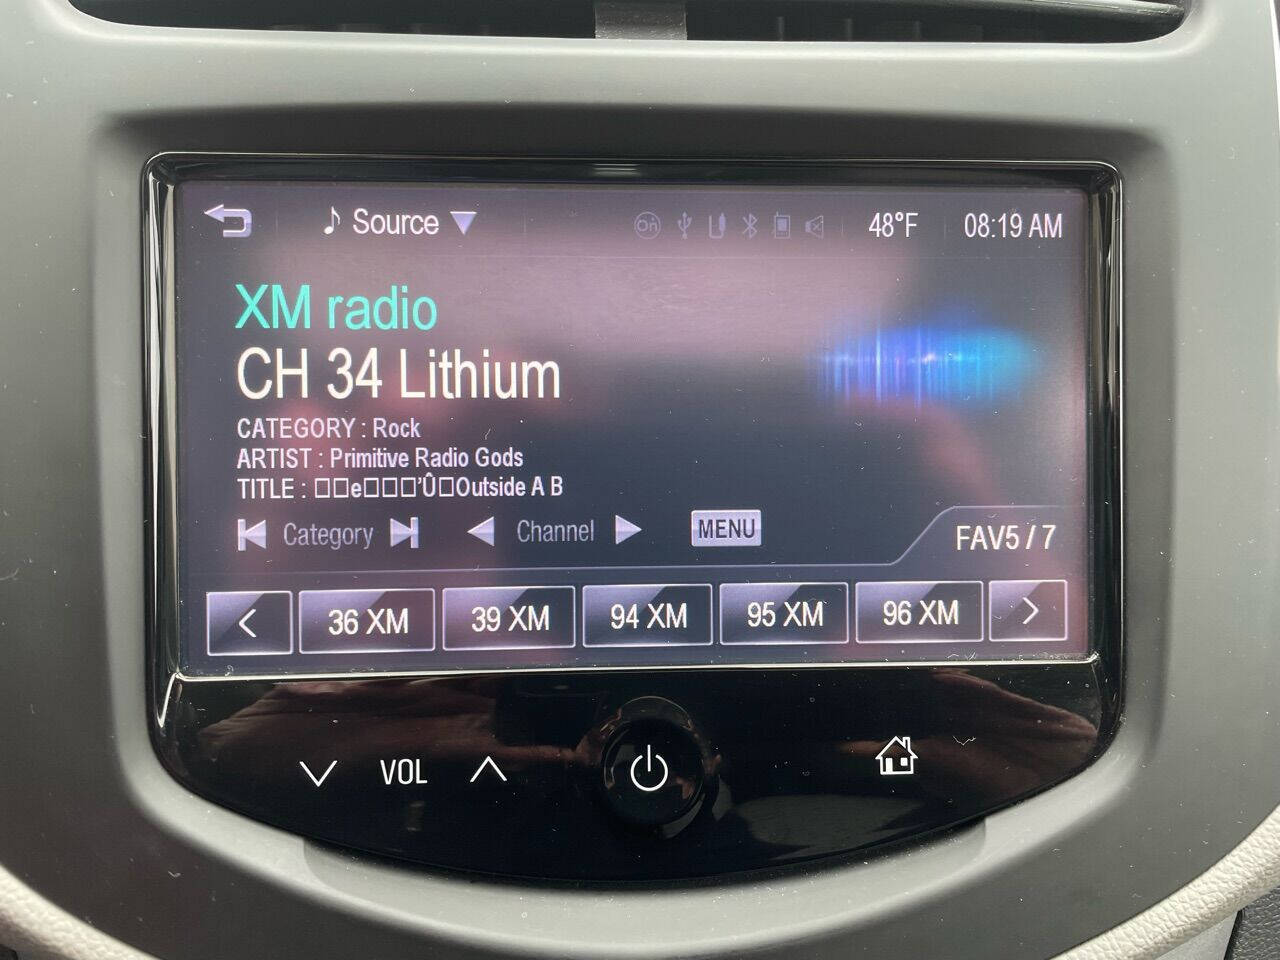 Source
48°F
08:19 AM
XM radio
CH 34 Lithium
CATEGORY : Rock
ARTIST : Primitive Radio Gods
TITLE : □□e□□□'Û□Outside A B
Category
Channel
MENU
FAV5 / 7
< 36 XM 39 XM 94 XM 95 XM 96 XM >
VOL